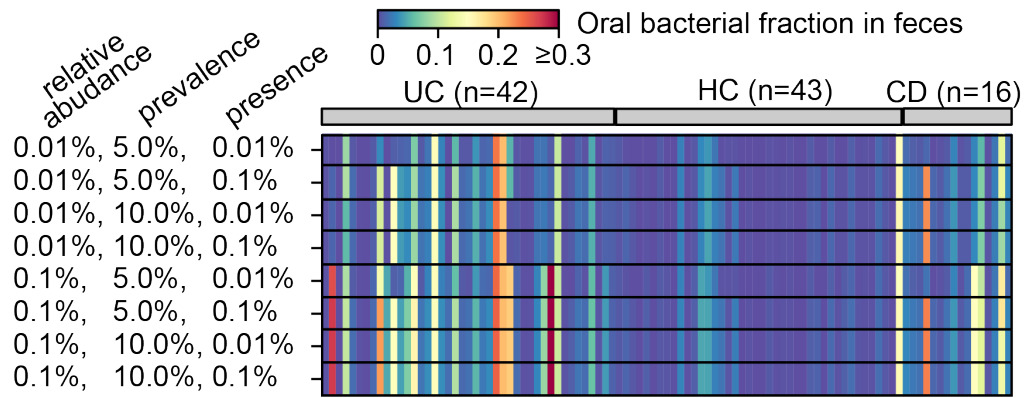 Oral bacterial fraction in feces
0 0.1 0.2 ≥0.3
relative
abudance
prevalence
presence
UC (n=42) HC (n=43) CD (n=16)
0.01%, 5.0%, 0.01%
0.01%, 5.0%, 0.1%
0.01%, 10.0%, 0.01%
0.01%, 10.0%, 0.1%
0.1%, 5.0%, 0.01%
0.1%, 5.0%, 0.1%
0.1%, 10.0%, 0.01%
0.1%, 10.0%, 0.1%